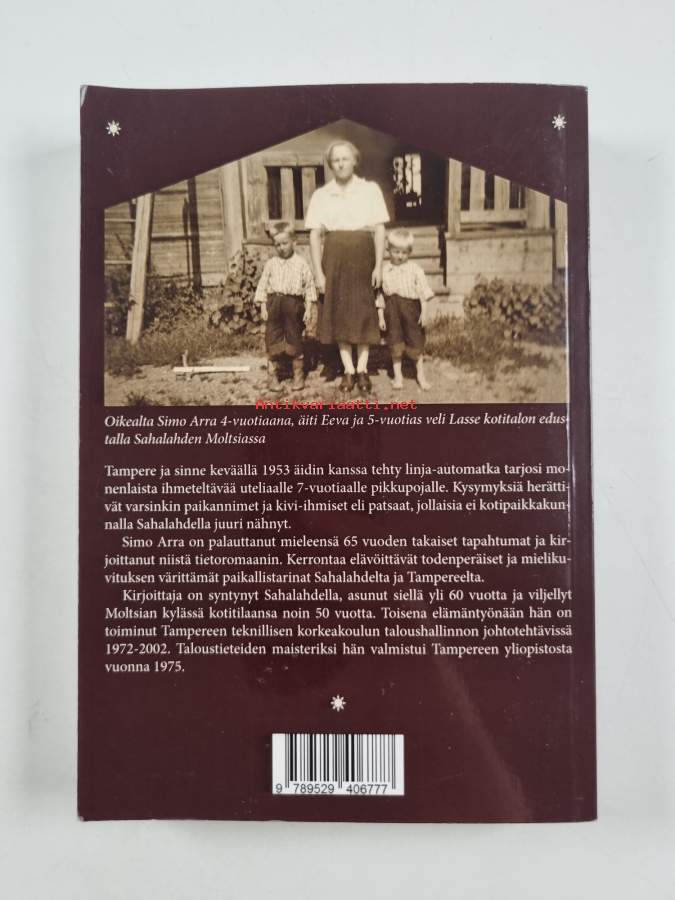 Antikvariaatti.net
Oikealta Simo Arra 4-vuotiaana, äiti Eeva ja 5-vuotias veli Lasse kotitalon edus-
talla Sahalahden Moltsiassa
Tampere ja sinne keväällä 1953 äidin kanssa tehty linja-automatka tarjosi mo-
nenlaista ihmeteltävää uteliaalle 7-vuotiaalle pikkupojalle. Kysymyksiä herätti-
vät varsinkin paikannimet ja kivi-ihmiset eli patsaat, jollaisia ei kotipaikkakun-
nalla Sahalahdella juuri nähnyt.
Simo Arra on palauttanut mieleensä 65 vuoden takaiset tapahtumat ja kir-
joittanut niistä tietoromaanin. Kerrontaa elävöittävät todenperäiset ja mieliku-
vituksen värittämät paikallistarinat Sahalahdelta ja Tampereelta.
Kirjoittaja on syntynyt Sahalahdella, asunut siellä yli 60 vuotta ja viljellyt
Moltsian kylässä kotitilaansa noin 50 vuotta. Toisena elämäntyönään hän on
toiminut Tampereen teknillisen korkeakoulun taloushallinnon johtotehtävissä
1972-2002. Taloustieteiden maisteriksi hän valmistui Tampereen yliopistosta
vuonna 1975.
9 789529 406777